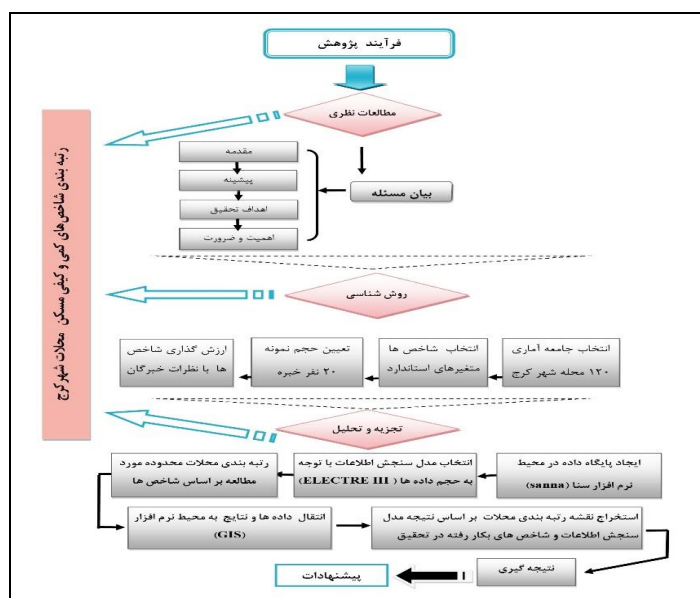 فرآیند پژوهش
مطالعات نظری
بیان مسئله
مقدمه
پیشینه
اهداف تحقیق
اهمیت و ضرورت
رتبه بندی شاخص‌های کمی و کیفی مسکن محلات شهرکرج
روش شناسی
انتخاب جامعه آماری
۱۲۰ محله شهر کرج
انتخاب شاخص ها
متغیرهای استاندارد
تعیین حجم نمونه
۲۰ نفر خبره
ارزش گذاری شاخص
ها با نظرات خبرگان
تجزیه و تحلیل
ایجاد پایگاه داده در محیط
نرم افزار سنا (sanna)
انتخاب مدل سنجش اطلاعات با توجه
به حجم داده ها (ELECTRE III)
رتبه بندی محلات محدوده مورد
مطالعه بر اساس شاخص ها
انتقال داده ها و نتایج به محیط نرم افزار
(GIS)
استخراج نقشه رتبه بندی محلات بر اساس نتیجه مدل
سنجش اطلاعات و شاخص های بکار رفته در تحقیق
نتیجه گیری
پیشنهادات